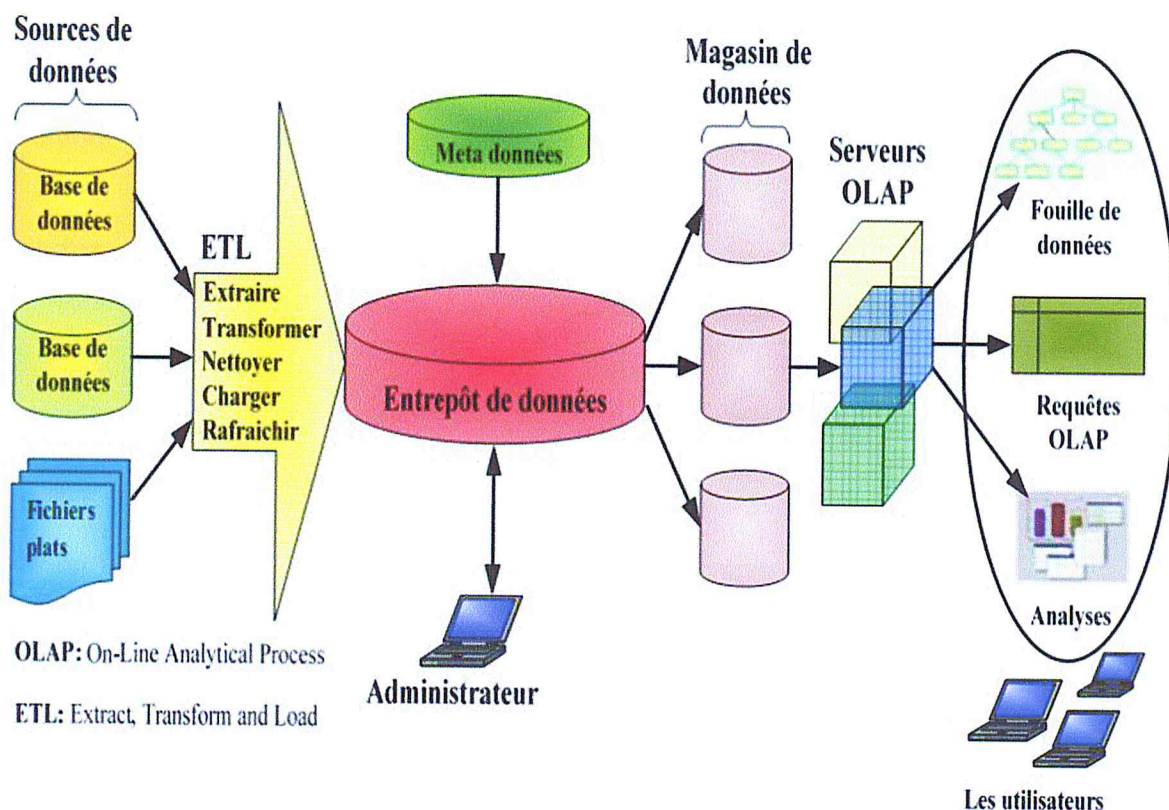 Sources de
données
Base de
données
Base de
données
Fichiers
plats
ETL
Extraire
Transformer
Nettoyer
Charger
Rafraichir
Meta données
Entrepôt de données
Administrateur
Magasin de
données
Serveurs
OLAP
Fouille de
données
Requêtes
OLAP
Analyses
Les utilisateurs
OLAP: On-Line Analytical Process
ETL: Extract, Transform and Load